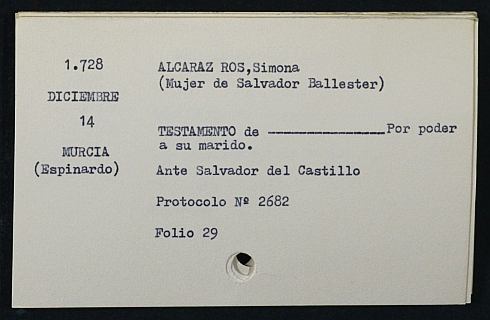 1.728
DICIEMBRE
14
MURCIA
(Espinardo)
ALCARAZ ROS,Simona
(Mujer de Salvador Ballester)
TESTAMENTO de ————————————Por poder
a su marido.
Ante Salvador del Castillo
Protocolo Nº 2682
Folio 29